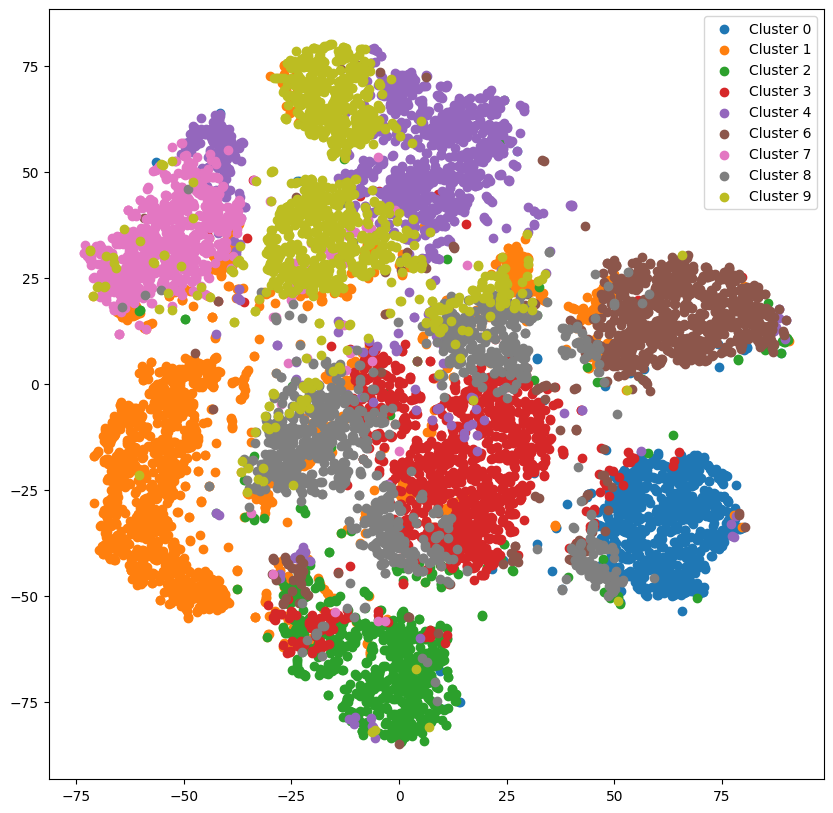 Cluster 0
Cluster 1
Cluster 2
Cluster 3
Cluster 4
Cluster 6
Cluster 7
Cluster 8
Cluster 9
75
50
25
0
−25
−50
−75
−75 −50 −25 0 25 50 75